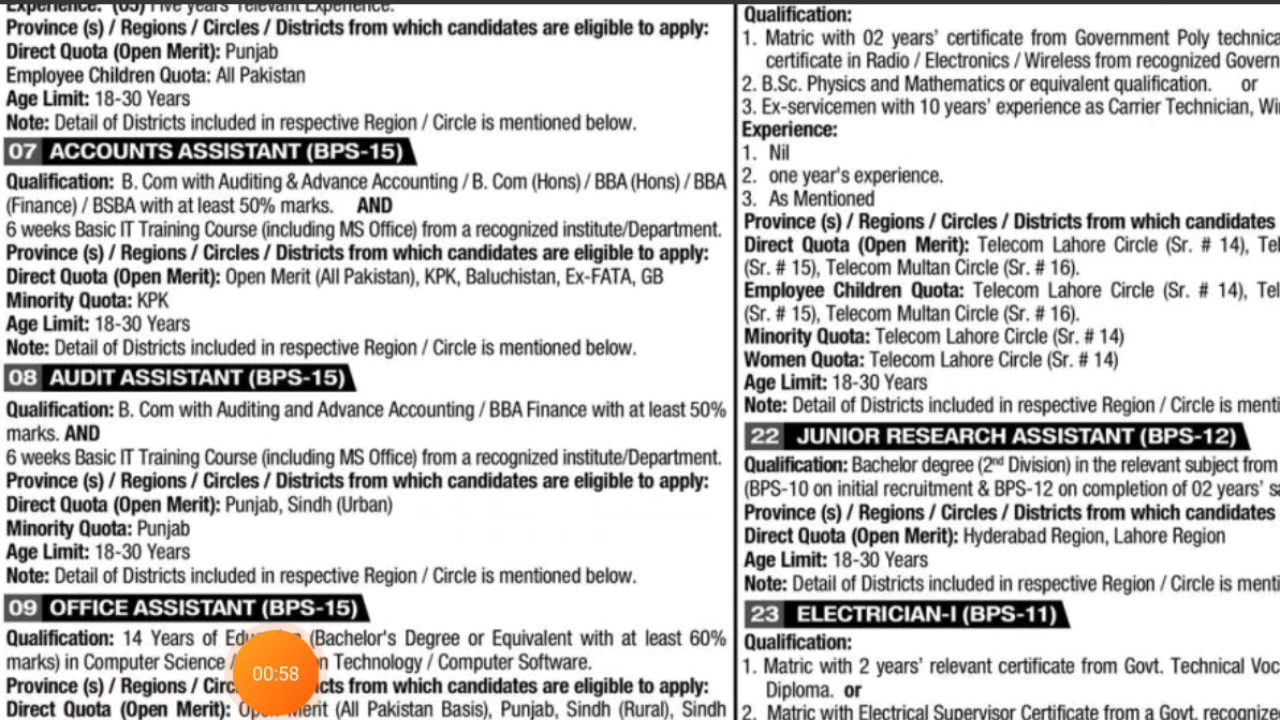 Experience: (05) Five years' Relevant Experience.
Province (s) / Regions / Circles / Districts from which candidates are eligible to apply:
Direct Quota (Open Merit): Punjab
Employee Children Quota: All Pakistan
Age Limit: 18-30 Years
Note: Detail of Districts included in respective Region / Circle is mentioned below.
07 ACCOUNTS ASSISTANT (BPS-15)
Qualification: B. Com with Auditing & Advance Accounting / B. Com (Hons) / BBA (Hons) / BBA
(Finance) / BSBA with at least 50% marks. AND
6 weeks Basic IT Training Course (including MS Office) from a recognized institute/Department.
Province (s) / Regions / Circles / Districts from which candidates are eligible to apply:
Direct Quota (Open Merit): Open Merit (All Pakistan), KPK, Baluchistan, Ex-FATA, GB
Minority Quota: KPK
Age Limit: 18-30 Years
Note: Detail of Districts included in respective Region / Circle is mentioned below.
08 AUDIT ASSISTANT (BPS-15)
Qualification: B. Com with Auditing and Advance Accounting / BBA Finance with at least 50%
marks. AND
6 weeks Basic IT Training Course (including MS Office) from a recognized institute/Department.
Province (s) / Regions / Circles / Districts from which candidates are eligible to apply:
Direct Quota (Open Merit): Punjab, Sindh (Urban)
Minority Quota: Punjab
Age Limit: 18-30 Years
Note: Detail of Districts included in respective Region / Circle is mentioned below.
09 OFFICE ASSISTANT (BPS-15)
Qualification: 14 Years of (Bachelor's Degree or Equivalent with at least 60%
marks) in Computer Science / Technology / Computer Software.
Province (s) / Regions / from which candidates are eligible to apply:
Direct Quota (Open Merit): (All Pakistan Basis), Punjab, Sindh (Rural), Sindh
00:58
Qualification:
1. Matric with 02 years' certificate from Government Poly technica
certificate in Radio / Electronics / Wireless from recognized Govern
2. B.Sc. Physics and Mathematics or equivalent qualification. or
3. Ex-servicemen with 10 years' experience as Carrier Technician, Wi
Experience:
1. Nil
2. one year's experience.
3. As Mentioned
Province (s) / Regions / Circles / Districts from which candidates
Direct Quota (Open Merit): Telecom Lahore Circle (Sr. # 14), Tel
(Sr. # 15), Telecom Multan Circle (Sr. # 16).
Employee Children Quota: Telecom Lahore Circle (Sr. # 14), Tel
(Sr. # 15), Telecom Multan Circle (Sr. # 16).
Minority Quota: Telecom Lahore Circle (Sr. # 14)
Women Quota: Telecom Lahore Circle (Sr. # 14)
Age Limit: 18-30 Years
Note: Detail of Districts included in respective Region / Circle is menti
22 JUNIOR RESEARCH ASSISTANT (BPS-12)
Qualification: Bachelor degree (2nd Division) in the relevant subject from
(BPS-10 on initial recruitment & BPS-12 on completion of 02 years' sa
Province (s) / Regions / Circles / Districts from which candidates
Direct Quota (Open Merit): Hyderabad Region, Lahore Region
Age Limit: 18-30 Years
Note: Detail of Districts included in respective Region / Circle is menti
23 ELECTRICIAN-I (BPS-11)
Qualification:
1. Matric with 2 years' relevant certificate from Govt. Technical Voc
Diploma. or
2. Matric with Electrical Supervisor Certificate from a Govt. recognized